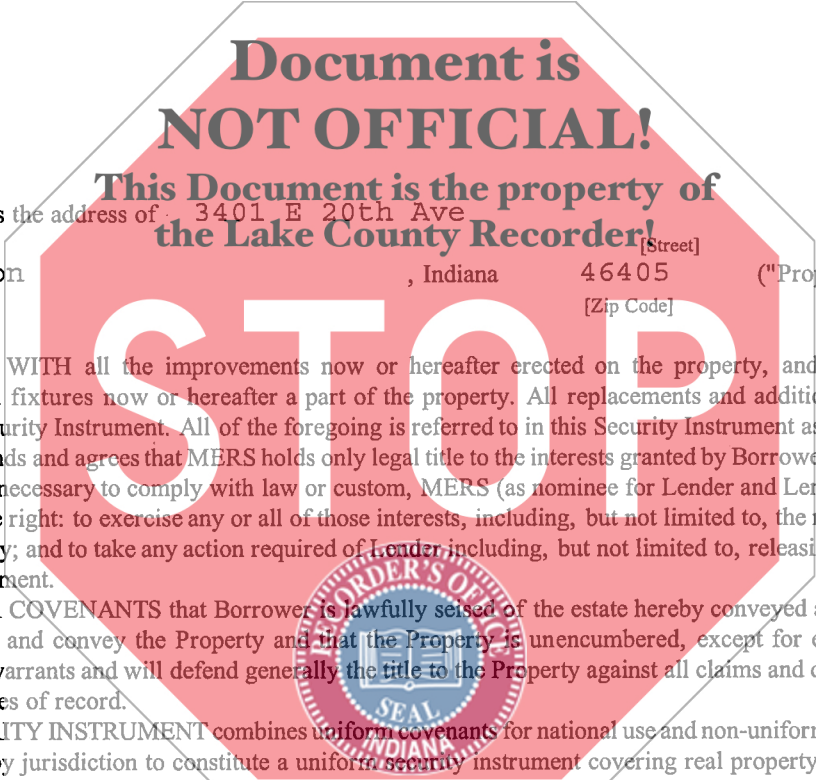 Document is
NOT OFFICIAL!
This Document is the property of
the Lake County Recorder!
s the address of 3401 E 20th Ave
[Street]
on , Indiana 46405 ("Prop
[Zip Code]
STOP
WITH all the improvements now or hereafter erected on the property, and
fixtures now or hereafter a part of the property. All replacements and additio
urity Instrument. All of the foregoing is referred to in this Security Instrument as
ds and agrees that MERS holds only legal title to the interests granted by Borrowe
necessary to comply with law or custom, MERS (as nominee for Lender and Len
right: to exercise any or all of those interests, including, but not limited to, the r
y; and to take any action required of Lender including, but not limited to, releasi
ment.
COVENANTS that Borrower is lawfully seised of the estate hereby conveyed a
and convey the Property and that the Property is unencumbered, except for e
warrants and will defend generally the title to the Property against all claims and d
es of record.
ITY INSTRUMENT combines uniform covenants for national use and non-uniform
y jurisdiction to constitute a uniform security instrument covering real property.
RECORDER'S OFFICE
SEAL
INDIANA